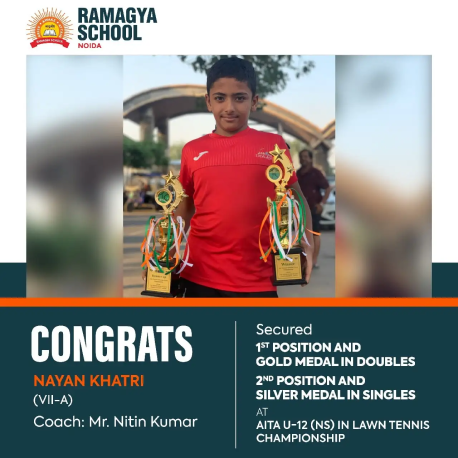 RAMAGYA
SCHOOL
NOIDA
CONGRATS
NAYAN KHATRI
(VII-A)
Coach: Mr. Nitin Kumar
Secured
1ST POSITION AND
GOLD MEDAL IN DOUBLES
2ND POSITION AND
SILVER MEDAL IN SINGLES
AT
AITA U-12 (NS) IN LAWN TENNIS
CHAMPIONSHIP